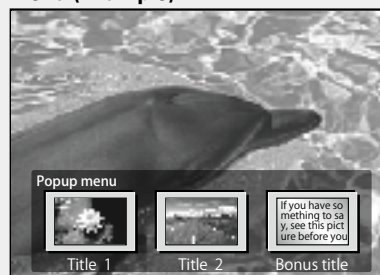 Popup menu
If you have so
mething to sa
y, see this pict
ure before you
Title 1
Title 2
Bonus title